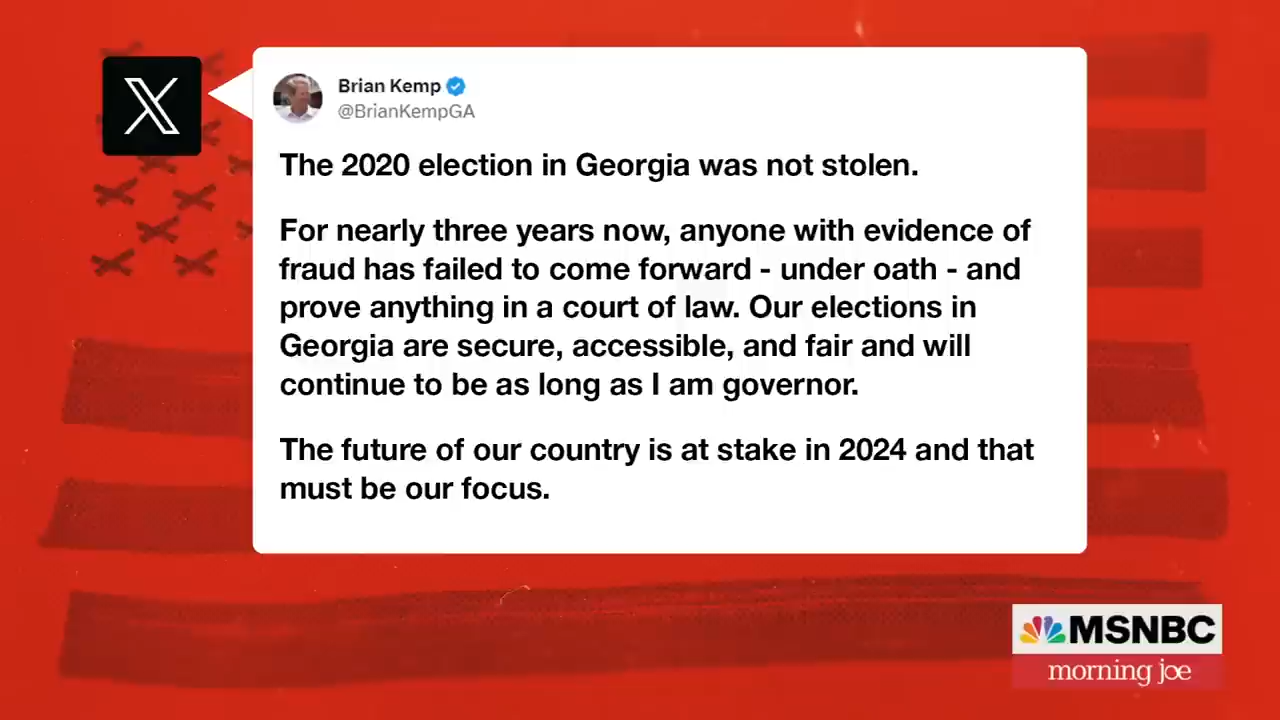 X
Brian Kemp
@BrianKempGA
The 2020 election in Georgia was not stolen.
For nearly three years now, anyone with evidence of
fraud has failed to come forward - under oath - and
prove anything in a court of law. Our elections in
Georgia are secure, accessible, and fair and will
continue to be as long as I am governor.
The future of our country is at stake in 2024 and that
must be our focus.
MSNBC
morning joe